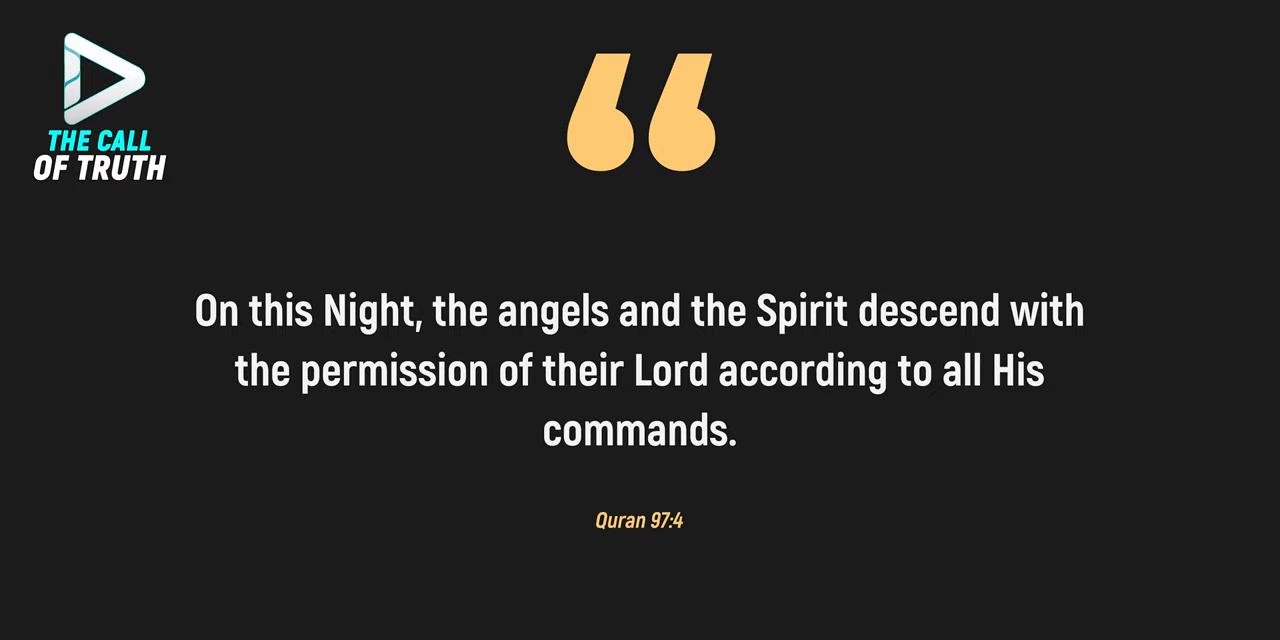 THE CALL
OF TRUTH
“
On this Night, the angels and the Spirit descend with
the permission of their Lord according to all His
commands.
Quran 97:4